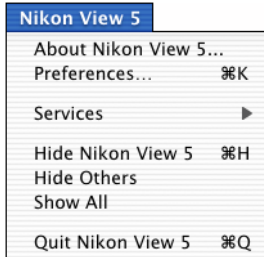 Nikon View 5
About Nikon View 5...
Preferences... ⌘K
Services ▶
Hide Nikon View 5 ⌘H
Hide Others
Show All
Quit Nikon View 5 ⌘Q